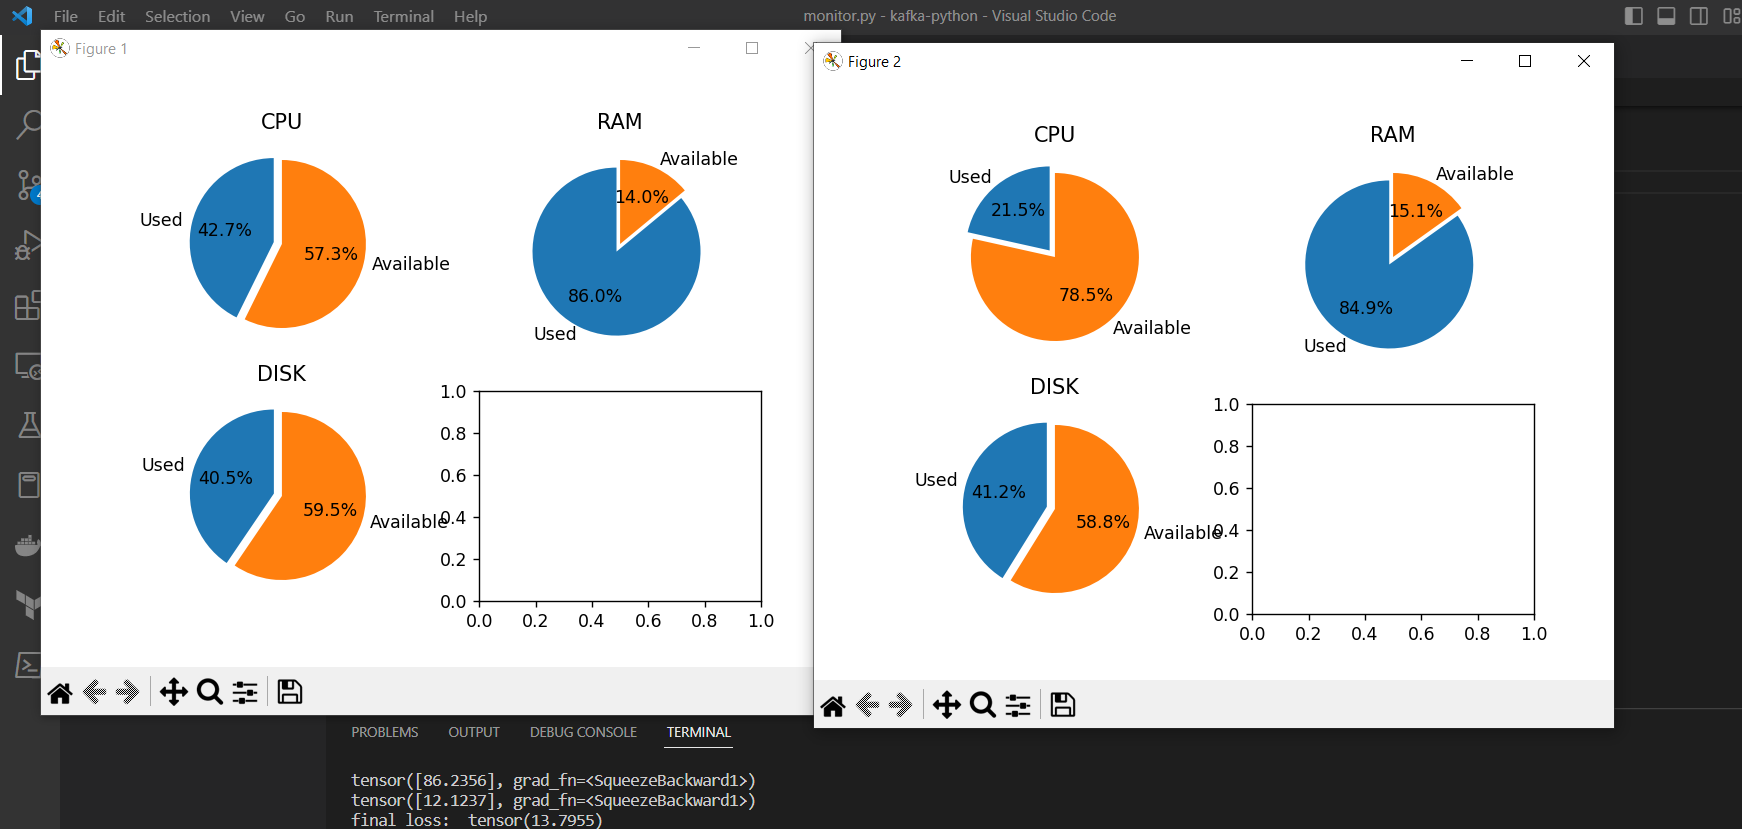 File Edit Selection View Go Run Terminal Help
monitor.py - kafka-python - Visual Studio Code
Figure 1
CPU
Used
42.7%
57.3%
Available
RAM
Available
14.0%
86.0%
Used
DISK
Used
40.5%
59.5%
Available
1.0
0.8
0.6
0.4
0.2
0.0
0.0 0.2 0.4 0.6 0.8 1.0
Figure 2
CPU
Used
21.5%
78.5%
Available
RAM
Available
15.1%
84.9%
Used
DISK
Used
41.2%
58.8%
Available
1.0
0.8
0.6
0.4
0.2
0.0
0.0 0.2 0.4 0.6 0.8 1.0
PROBLEMS OUTPUT DEBUG CONSOLE TERMINAL
tensor([86.2356], grad_fn=<SqueezeBackward1>)
tensor([12.1237], grad_fn=<SqueezeBackward1>)
final loss: tensor(13.7955)